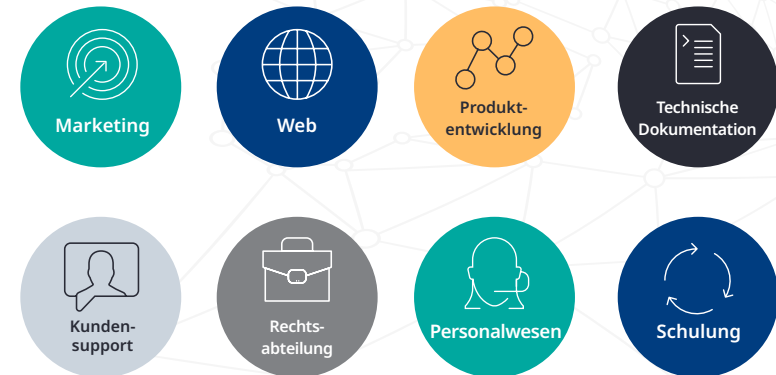 Marketing
Web
Produkt-
entwicklung
Technische
Dokumentation
Kunden-
support
Rechts-
abteilung
Personalwesen
Schulung